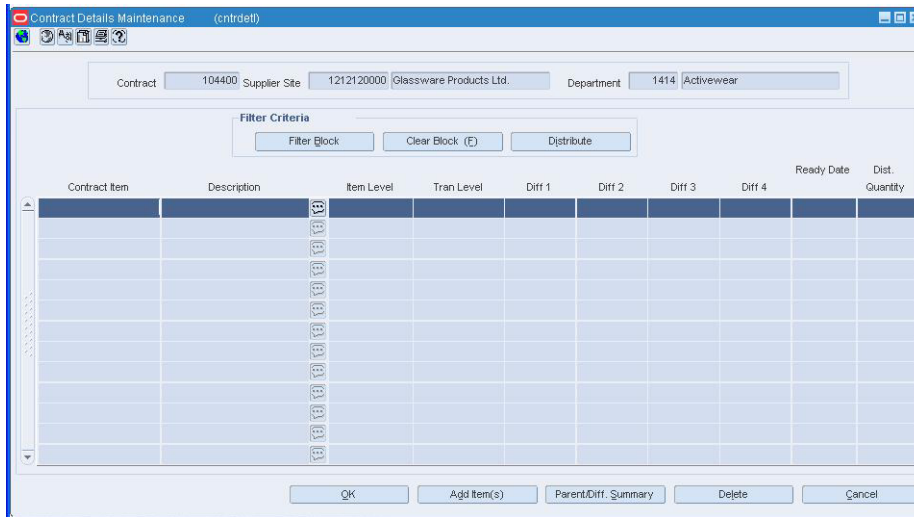 Contract Details Maintenance (cntrdetl)
Contract 104400 Supplier Site 1212120000 Glassware Products Ltd. Department 1414 Activewear
Filter Criteria
Filter Block Clear Block (F) Distribute
Ready Date Dist.
Contract Item Description Item Level Tran Level Diff 1 Diff 2 Diff 3 Diff 4 Quantity
OK Add Item(s) Parent/Diff. Summary Delete Cancel